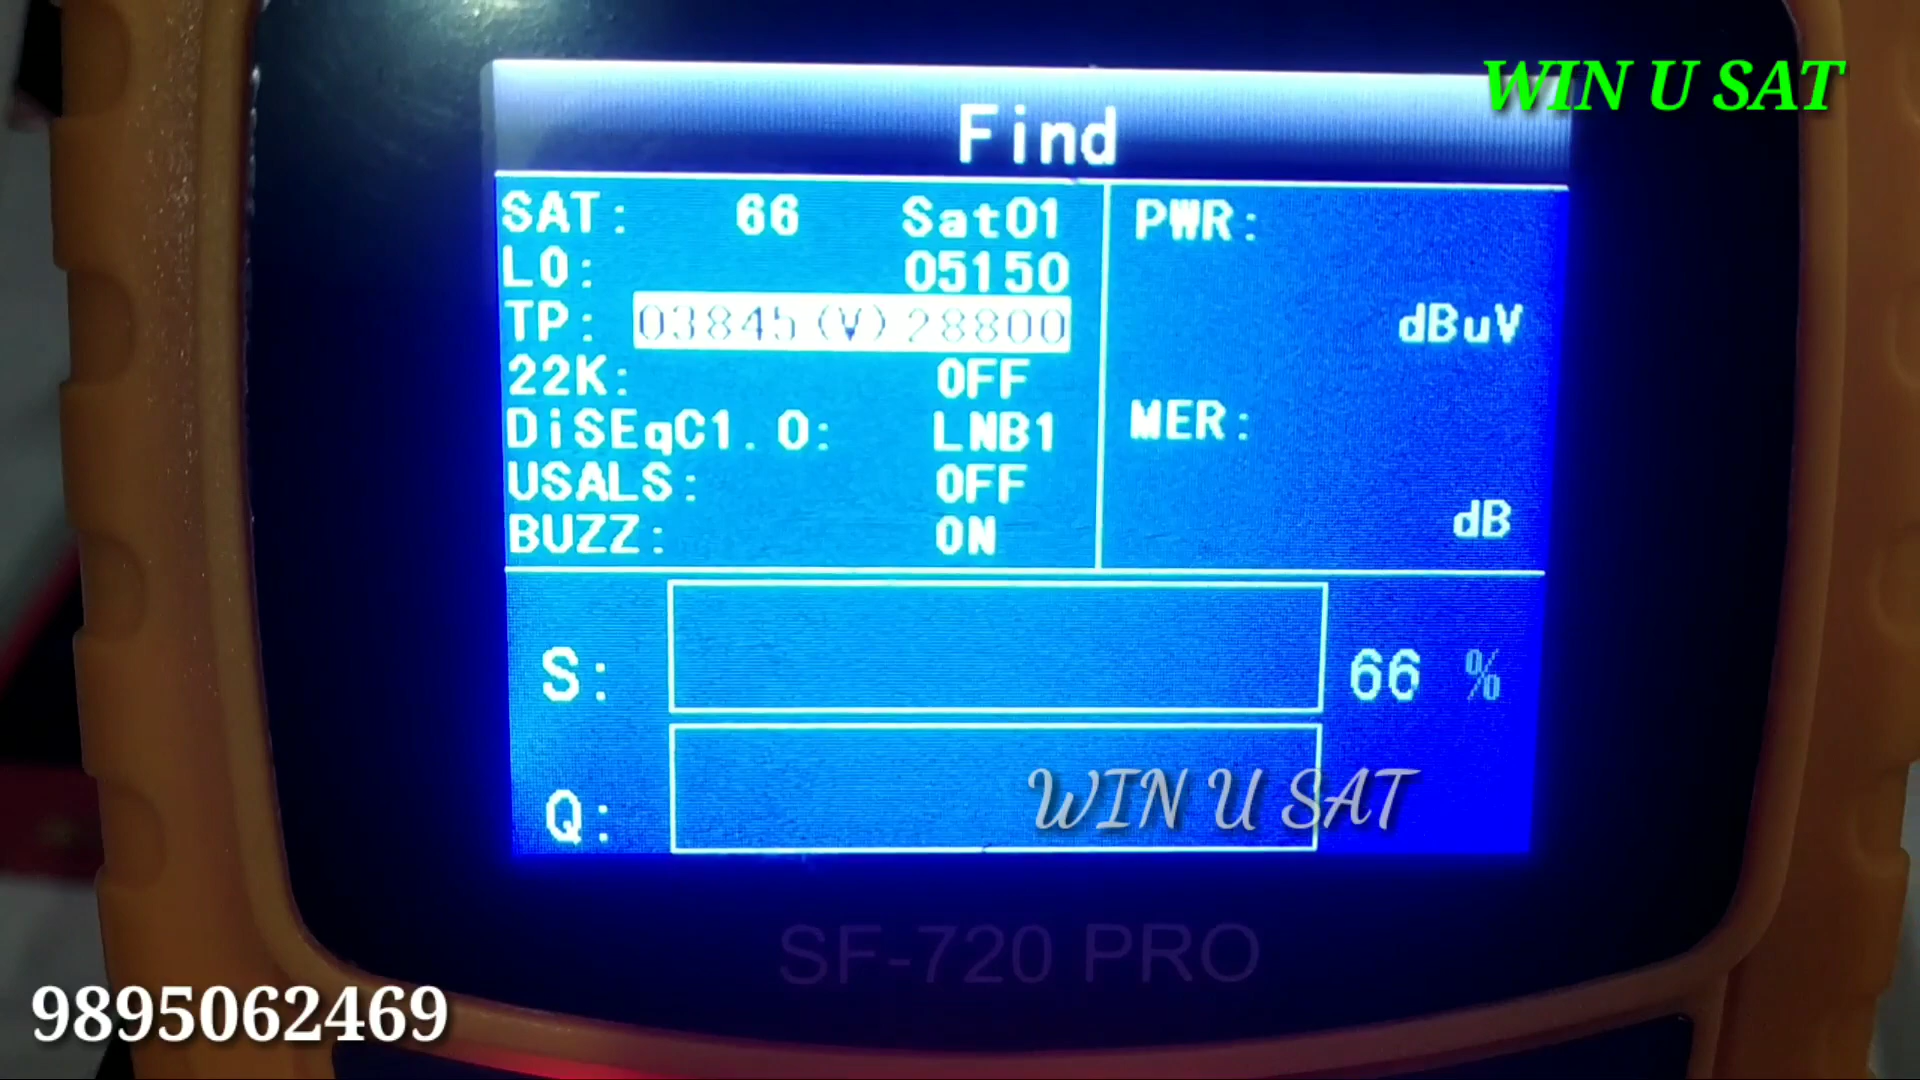 WIN U SAT
Find
SAT: 66 Sat01
LO: 05150
TP: 03845(V)28800
22K: OFF
DiSEqC1.0: LNB1
USALS: OFF
BUZZ: ON
PWR:
dBuV
MER:
dB
S: 66 %
Q:
WIN U SAT
SF-720 PRO
9895062469